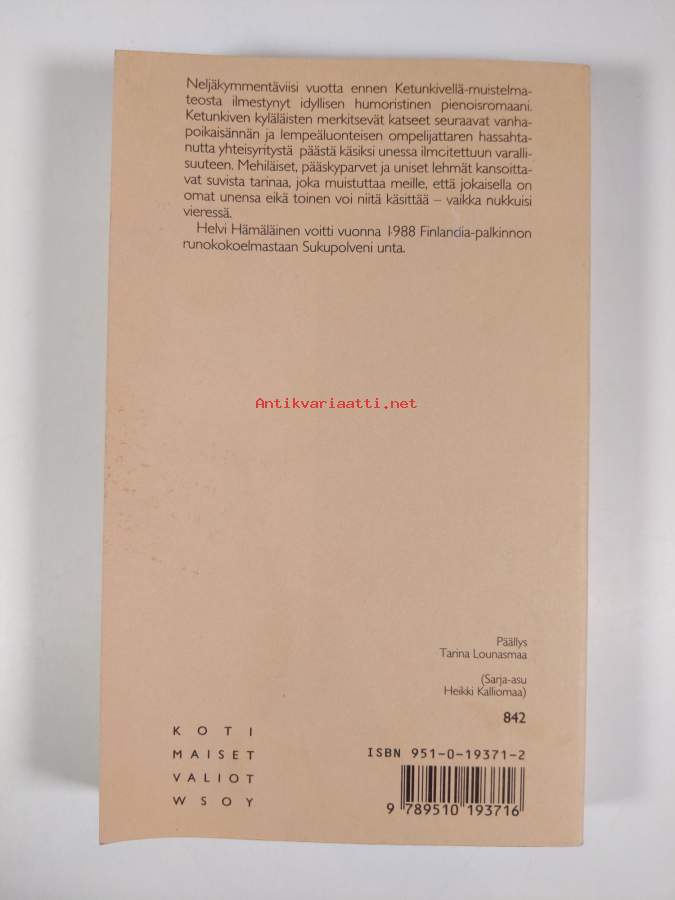 Neljäkymmentäviisi vuotta ennen Ketunkivellä-muistelma-
teosta ilmestynyt idyllisen humoristinen pienoisromaani.
Ketunkiven kyläläisten merkitsevät katseet seuraavat vanha-
poikaisännän ja lempeäluonteisen ompelijattaren hassahta-
nutta yhteisyritystä päästä käsiksi unessa ilmoitettuun varalli-
suuteen. Mehiläiset, pääskyparvet ja uniset lehmät kansoitta-
vat suvista tarinaa, joka muistuttaa meille, että jokaisella on
omat unensa eikä toinen voi niitä käsittää – vaikka nukkuisi
vieressä.
Helvi Hämäläinen voitti vuonna 1988 Finlandia-palkinnon
runokokoelmastaan Sukupolveni unta.
Antikvariaatti.net
Päällys
Tarina Lounasmaa
(Sarja-asu
Heikki Kalliomaa)
842
KOTI
MAISET
VALIOT
WSOY
ISBN 951-0-19371-2
9 789510 193716